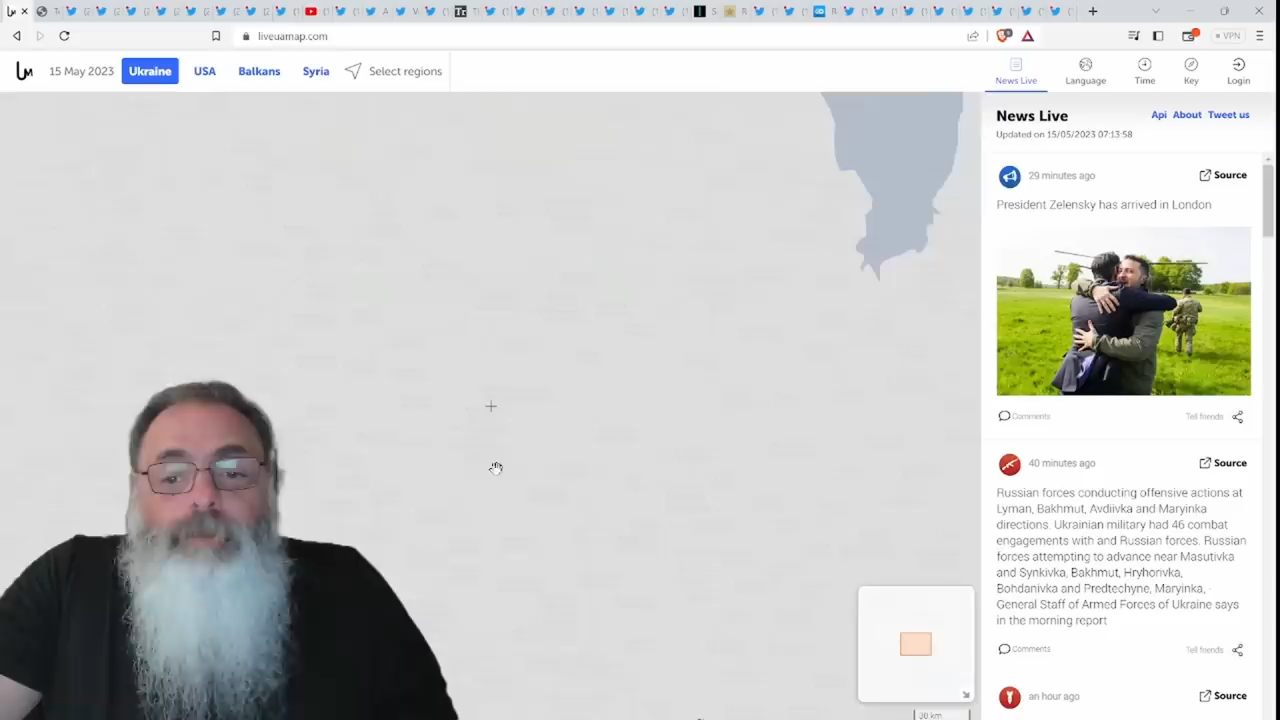 liveuamap.com
VPN
15 May 2023 Ukraine USA Balkans Syria Select regions
News Live Language Time Key Login
News Live Api About Tweet us
Updated on 15/05/2023 07:13:58
29 minutes ago Source
President Zelensky has arrived in London
Comments Tell friends
40 minutes ago Source
Russian forces conducting offensive actions at
Lyman, Bakhmut, Avdiivka and Maryinka
directions. Ukrainian military had 46 combat
engagements with and Russian forces. Russian
forces attempting to advance near Masutivka
and Synkivka, Bakhmut, Hryhorivka,
Bohdanivka and Predtechyne, Maryinka, -
General Staff of Armed Forces of Ukraine says
in the morning report
Comments Tell friends
an hour ago Source
30 km